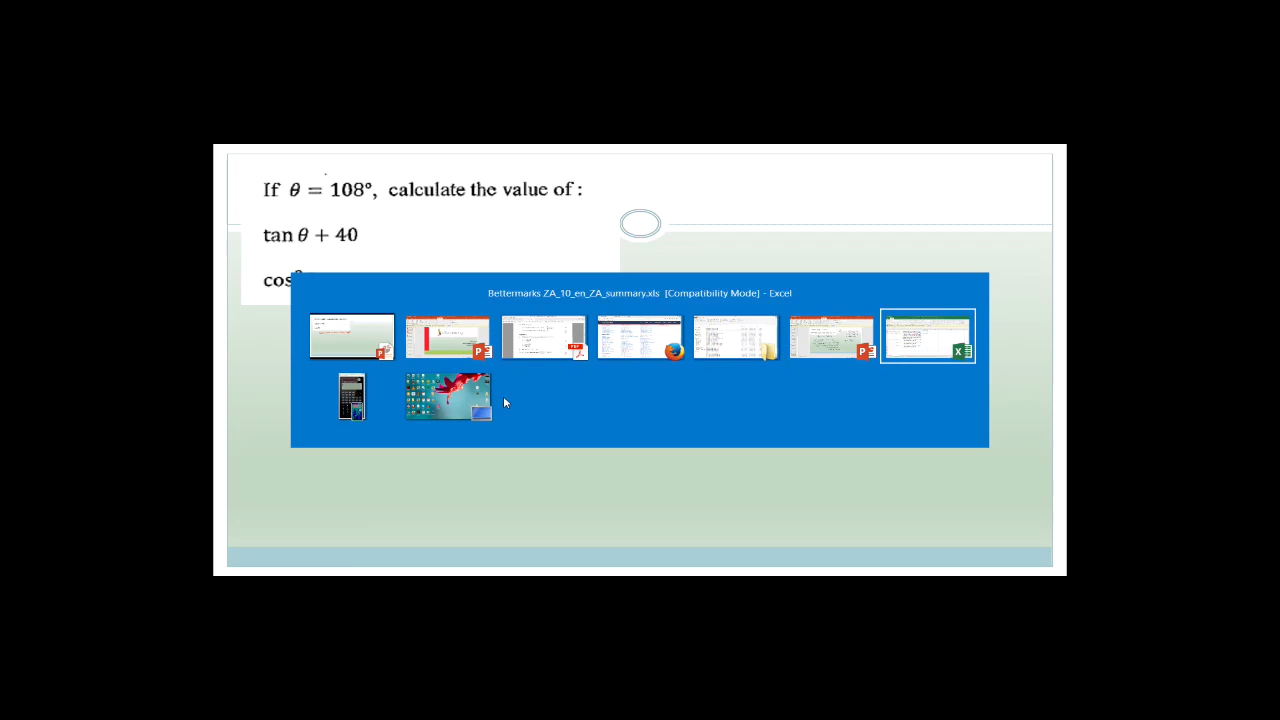 If θ = 108°, calculate the value of :
tan θ + 40
cos
Bettermarks ZA_10_en_ZA_summary.xls [Compatibility Mode] - Excel